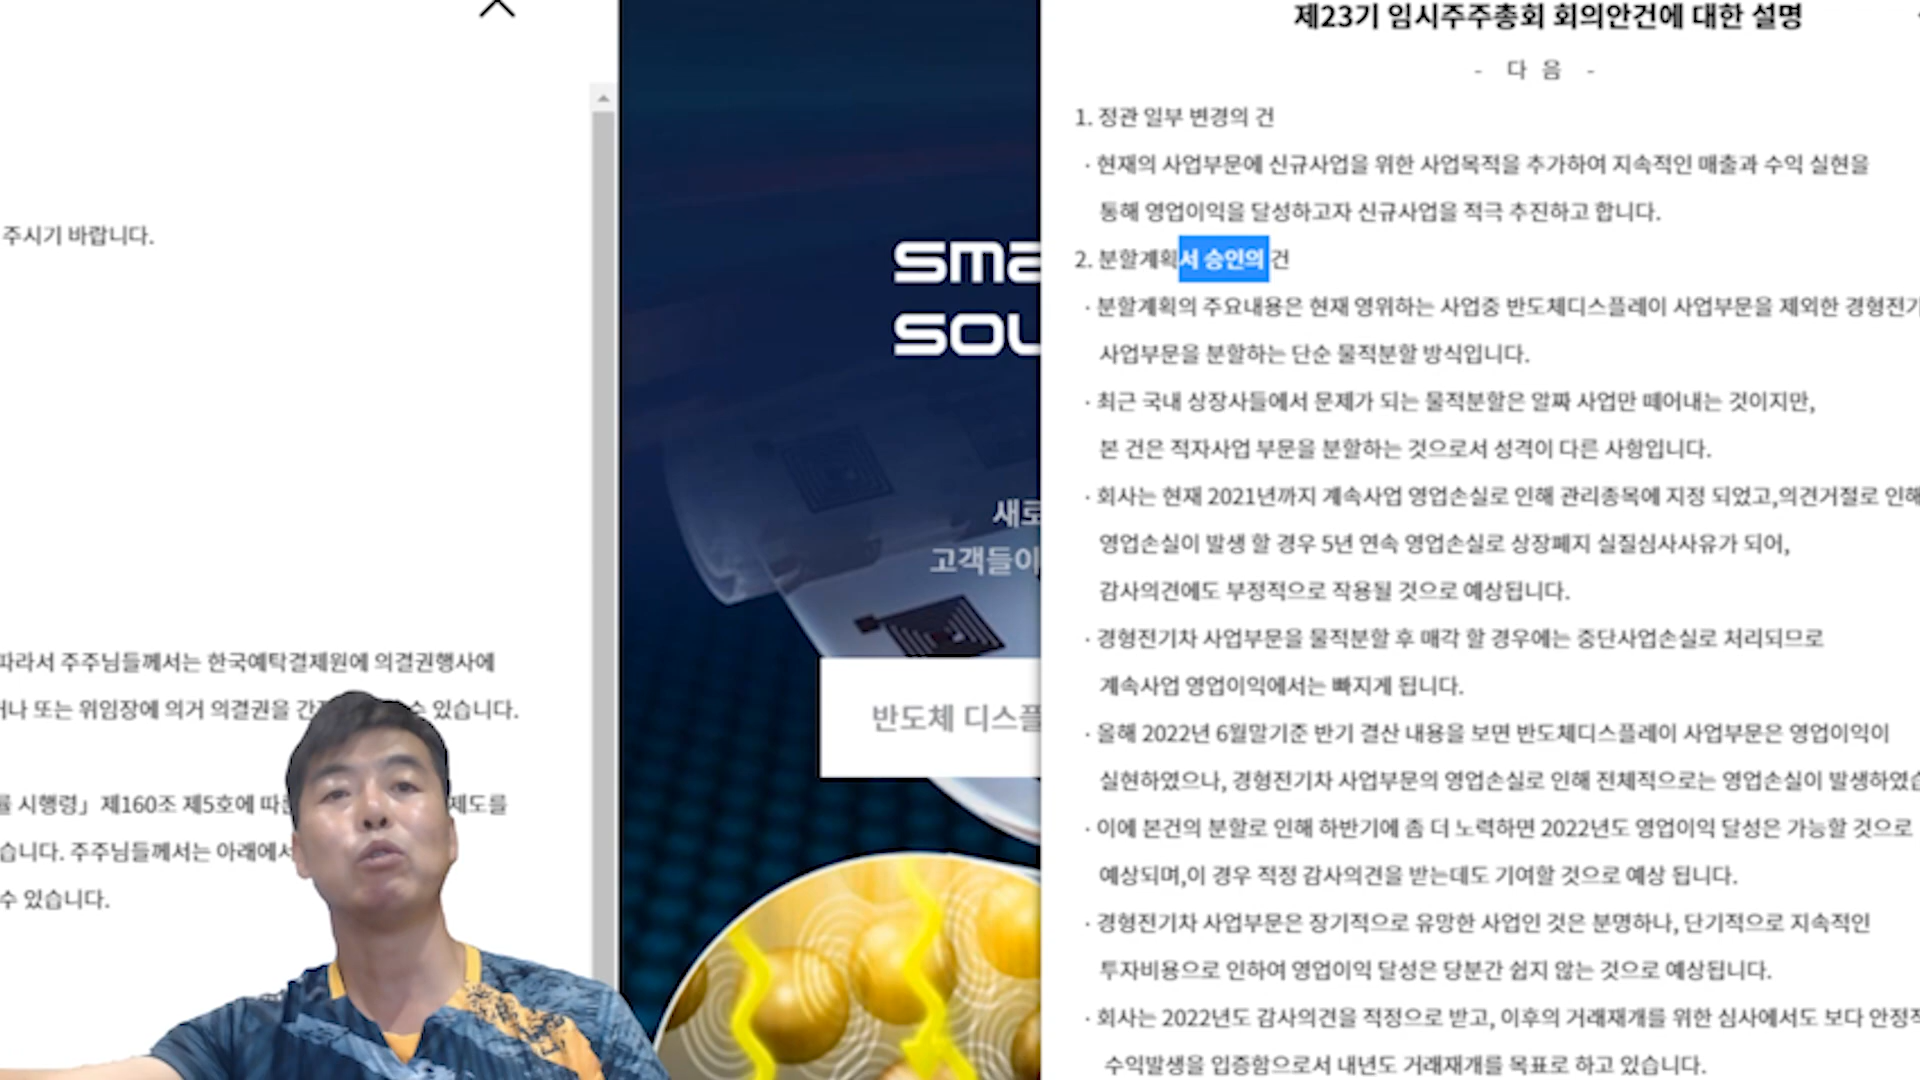 주시기 바랍니다.
따라서 주주님들께서는 한국예탁결제원에 의결권행사에
거나 또는 위임장에 의거 의결권을 수 있습니다.
률 시행령」 제160조 제5호에 제도를
습니다. 주주님들께서는 아래에서
수 있습니다.
sma
sou
새로
고객들이
반도체 디스플
제23기 임시주주총회 회의안건에 대한 설명
- 다 음 -
1. 정관 일부 변경의 건
· 현재의 사업부문에 신규사업을 위한 사업목적을 추가하여 지속적인 매출과 수익 실현을
통해 영업이익을 달성하고자 신규사업을 적극 추진하고 합니다.
2. 분할계획서 승인의 건
· 분할계획의 주요내용은 현재 영위하는 사업중 반도체디스플레이 사업부문을 제외한 경형전기
사업부문을 분할하는 단순 물적분할 방식입니다.
· 최근 국내 상장사들에서 문제가 되는 물적분할은 알짜 사업만 떼어내는 것이지만,
본 건은 적자사업 부문을 분할하는 것으로서 성격이 다른 사항입니다.
· 회사는 현재 2021년까지 계속사업 영업손실로 인해 관리종목에 지정 되었고,의견거절로 인해
영업손실이 발생 할 경우 5년 연속 영업손실로 상장폐지 실질심사사유가 되어,
감사의견에도 부정적으로 작용될 것으로 예상됩니다.
· 경형전기차 사업부문을 물적분할 후 매각 할 경우에는 중단사업손실로 처리되므로
계속사업 영업이익에서는 빠지게 됩니다.
· 올해 2022년 6월말기준 반기 결산 내용을 보면 반도체디스플레이 사업부문은 영업이익이
실현하였으나, 경형전기차 사업부문의 영업손실로 인해 전체적으로는 영업손실이 발생하였습
· 이에 본건의 분할로 인해 하반기에 좀 더 노력하면 2022년도 영업이익 달성은 가능할 것으로
예상되며,이 경우 적정 감사의견을 받는데도 기여할 것으로 예상 됩니다.
· 경형전기차 사업부문은 장기적으로 유망한 사업인 것은 분명하나, 단기적으로 지속적인
투자비용으로 인하여 영업이익 달성은 당분간 쉽지 않는 것으로 예상됩니다.
· 회사는 2022년도 감사의견을 적정으로 받고, 이후의 거래재개를 위한 심사에서도 보다 안정적
수익발생을 입증함으로서 내년도 거래재개를 목표로 하고 있습니다.